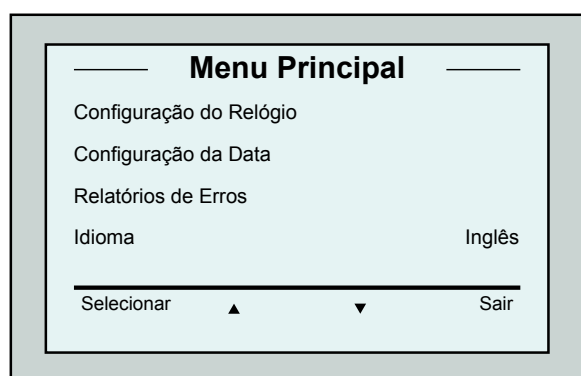 Menu Principal
Configuração do Relógio
Configuração da Data
Relatórios de Erros
Idioma Inglês
Selecionar ▲ ▼ Sair